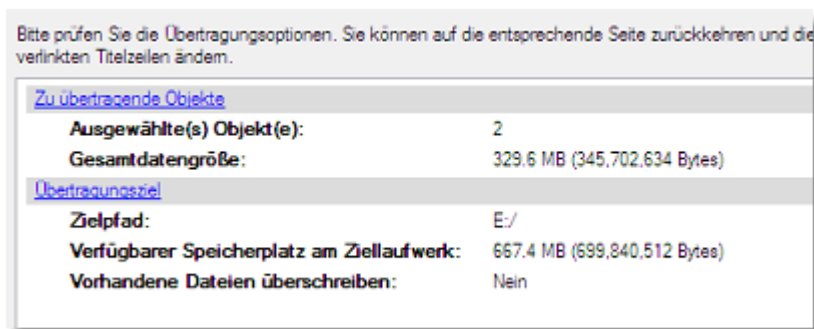 Bitte prüfen Sie die Übertragungsoptionen. Sie können auf die entsprechende Seite zurückkehren und die
verlinkten Titelzeilen ändern.
Zu übertragende Objekte
Ausgewählte(s) Objekt(e): 2
Gesamtdatengröße: 329.6 MB (345,702,634 Bytes)
Übertragungsziel
Zielpfad: E:/
Verfügbarer Speicherplatz am Ziellaufwerk: 667.4 MB (699,840,512 Bytes)
Vorhandene Dateien überschreiben: Nein